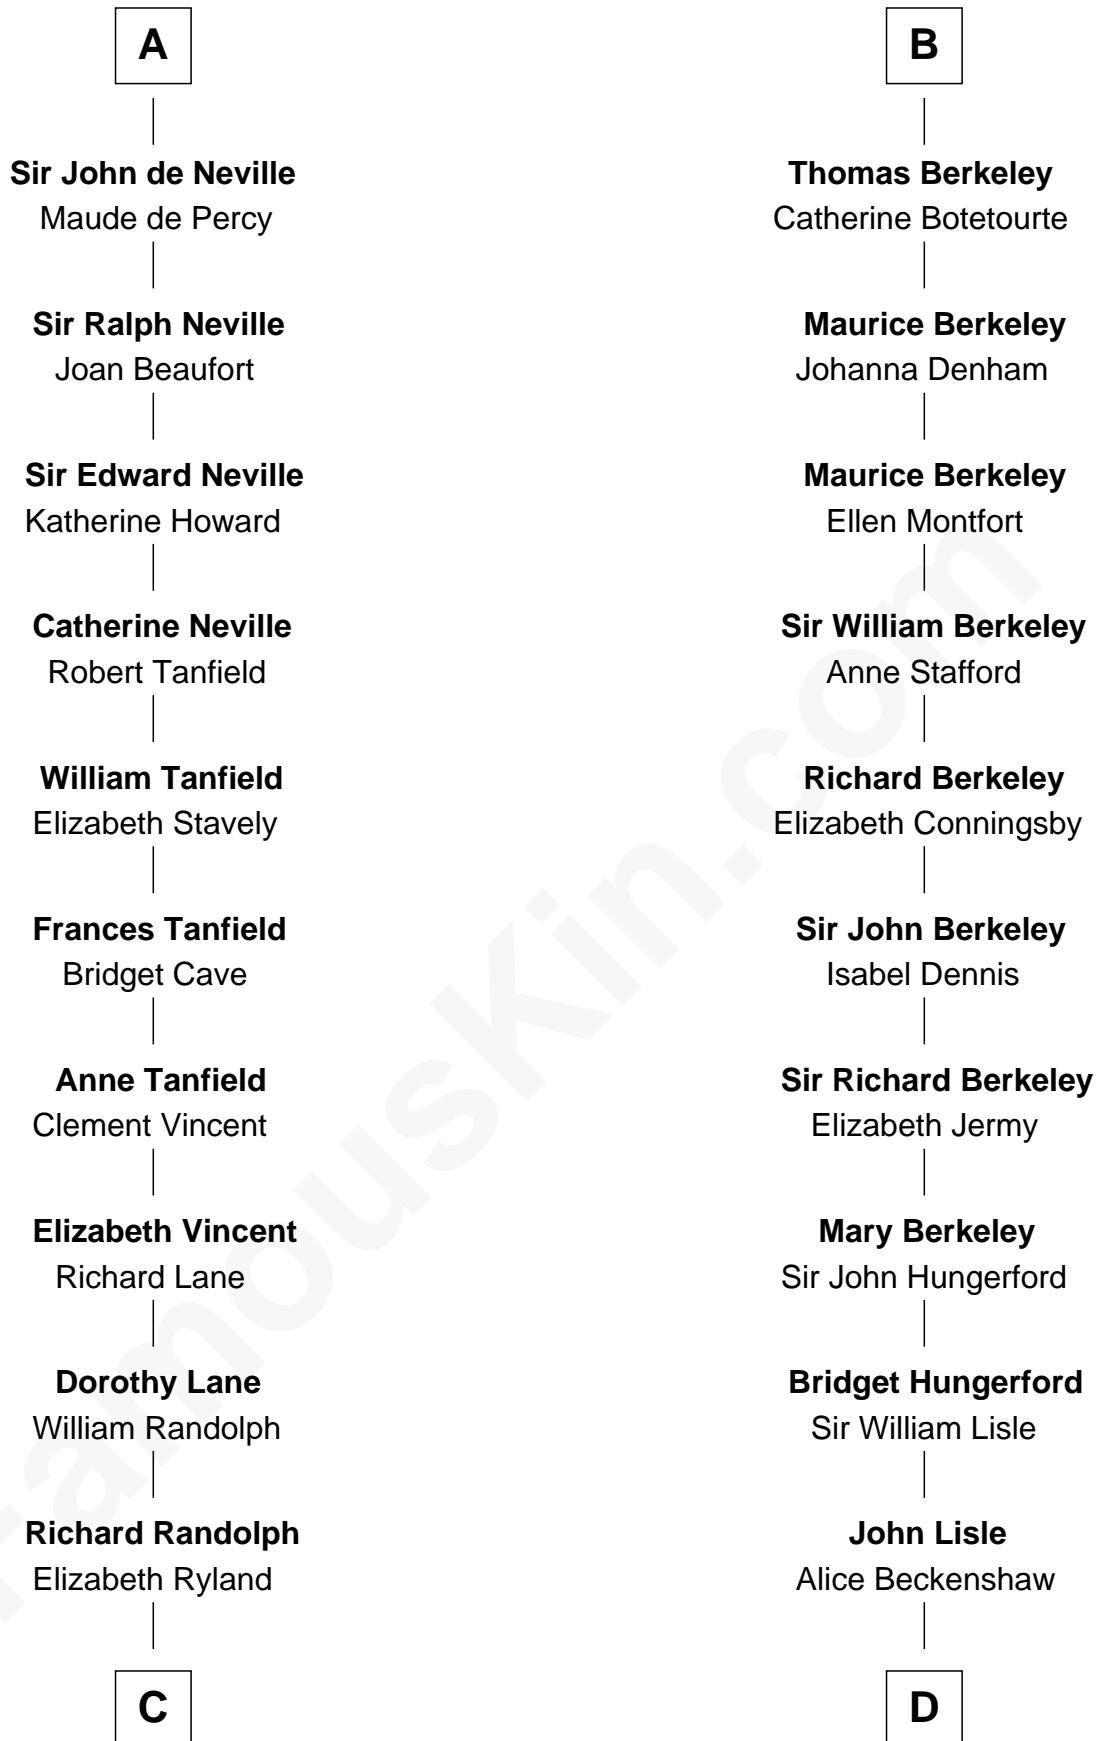 A
Sir John de Neville
Maude de Percy
Sir Ralph Neville
Joan Beaufort
Sir Edward Neville
Katherine Howard
Catherine Neville
Robert Tanfield
William Tanfield
Elizabeth Stavely
Frances Tanfield
Bridget Cave
Anne Tanfield
Clement Vincent
Elizabeth Vincent
Richard Lane
Dorothy Lane
William Randolph
Richard Randolph
Elizabeth Ryland
C
B
Thomas Berkeley
Catherine Botetourte
Maurice Berkeley
Johanna Denham
Maurice Berkeley
Ellen Montfort
Sir William Berkeley
Anne Stafford
Richard Berkeley
Elizabeth Conningsby
Sir John Berkeley
Isabel Dennis
Sir Richard Berkeley
Elizabeth Jermy
Mary Berkeley
Sir John Hungerford
Bridget Hungerford
Sir William Lisle
John Lisle
Alice Beckenshaw
D
FamousKin.com